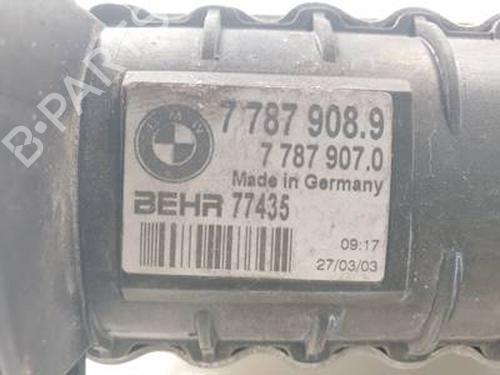 BMW
7 787 908.9
7 787 907.0
Made in Germany
BEHR 77435
09:17
27/03/03
B-PARTS